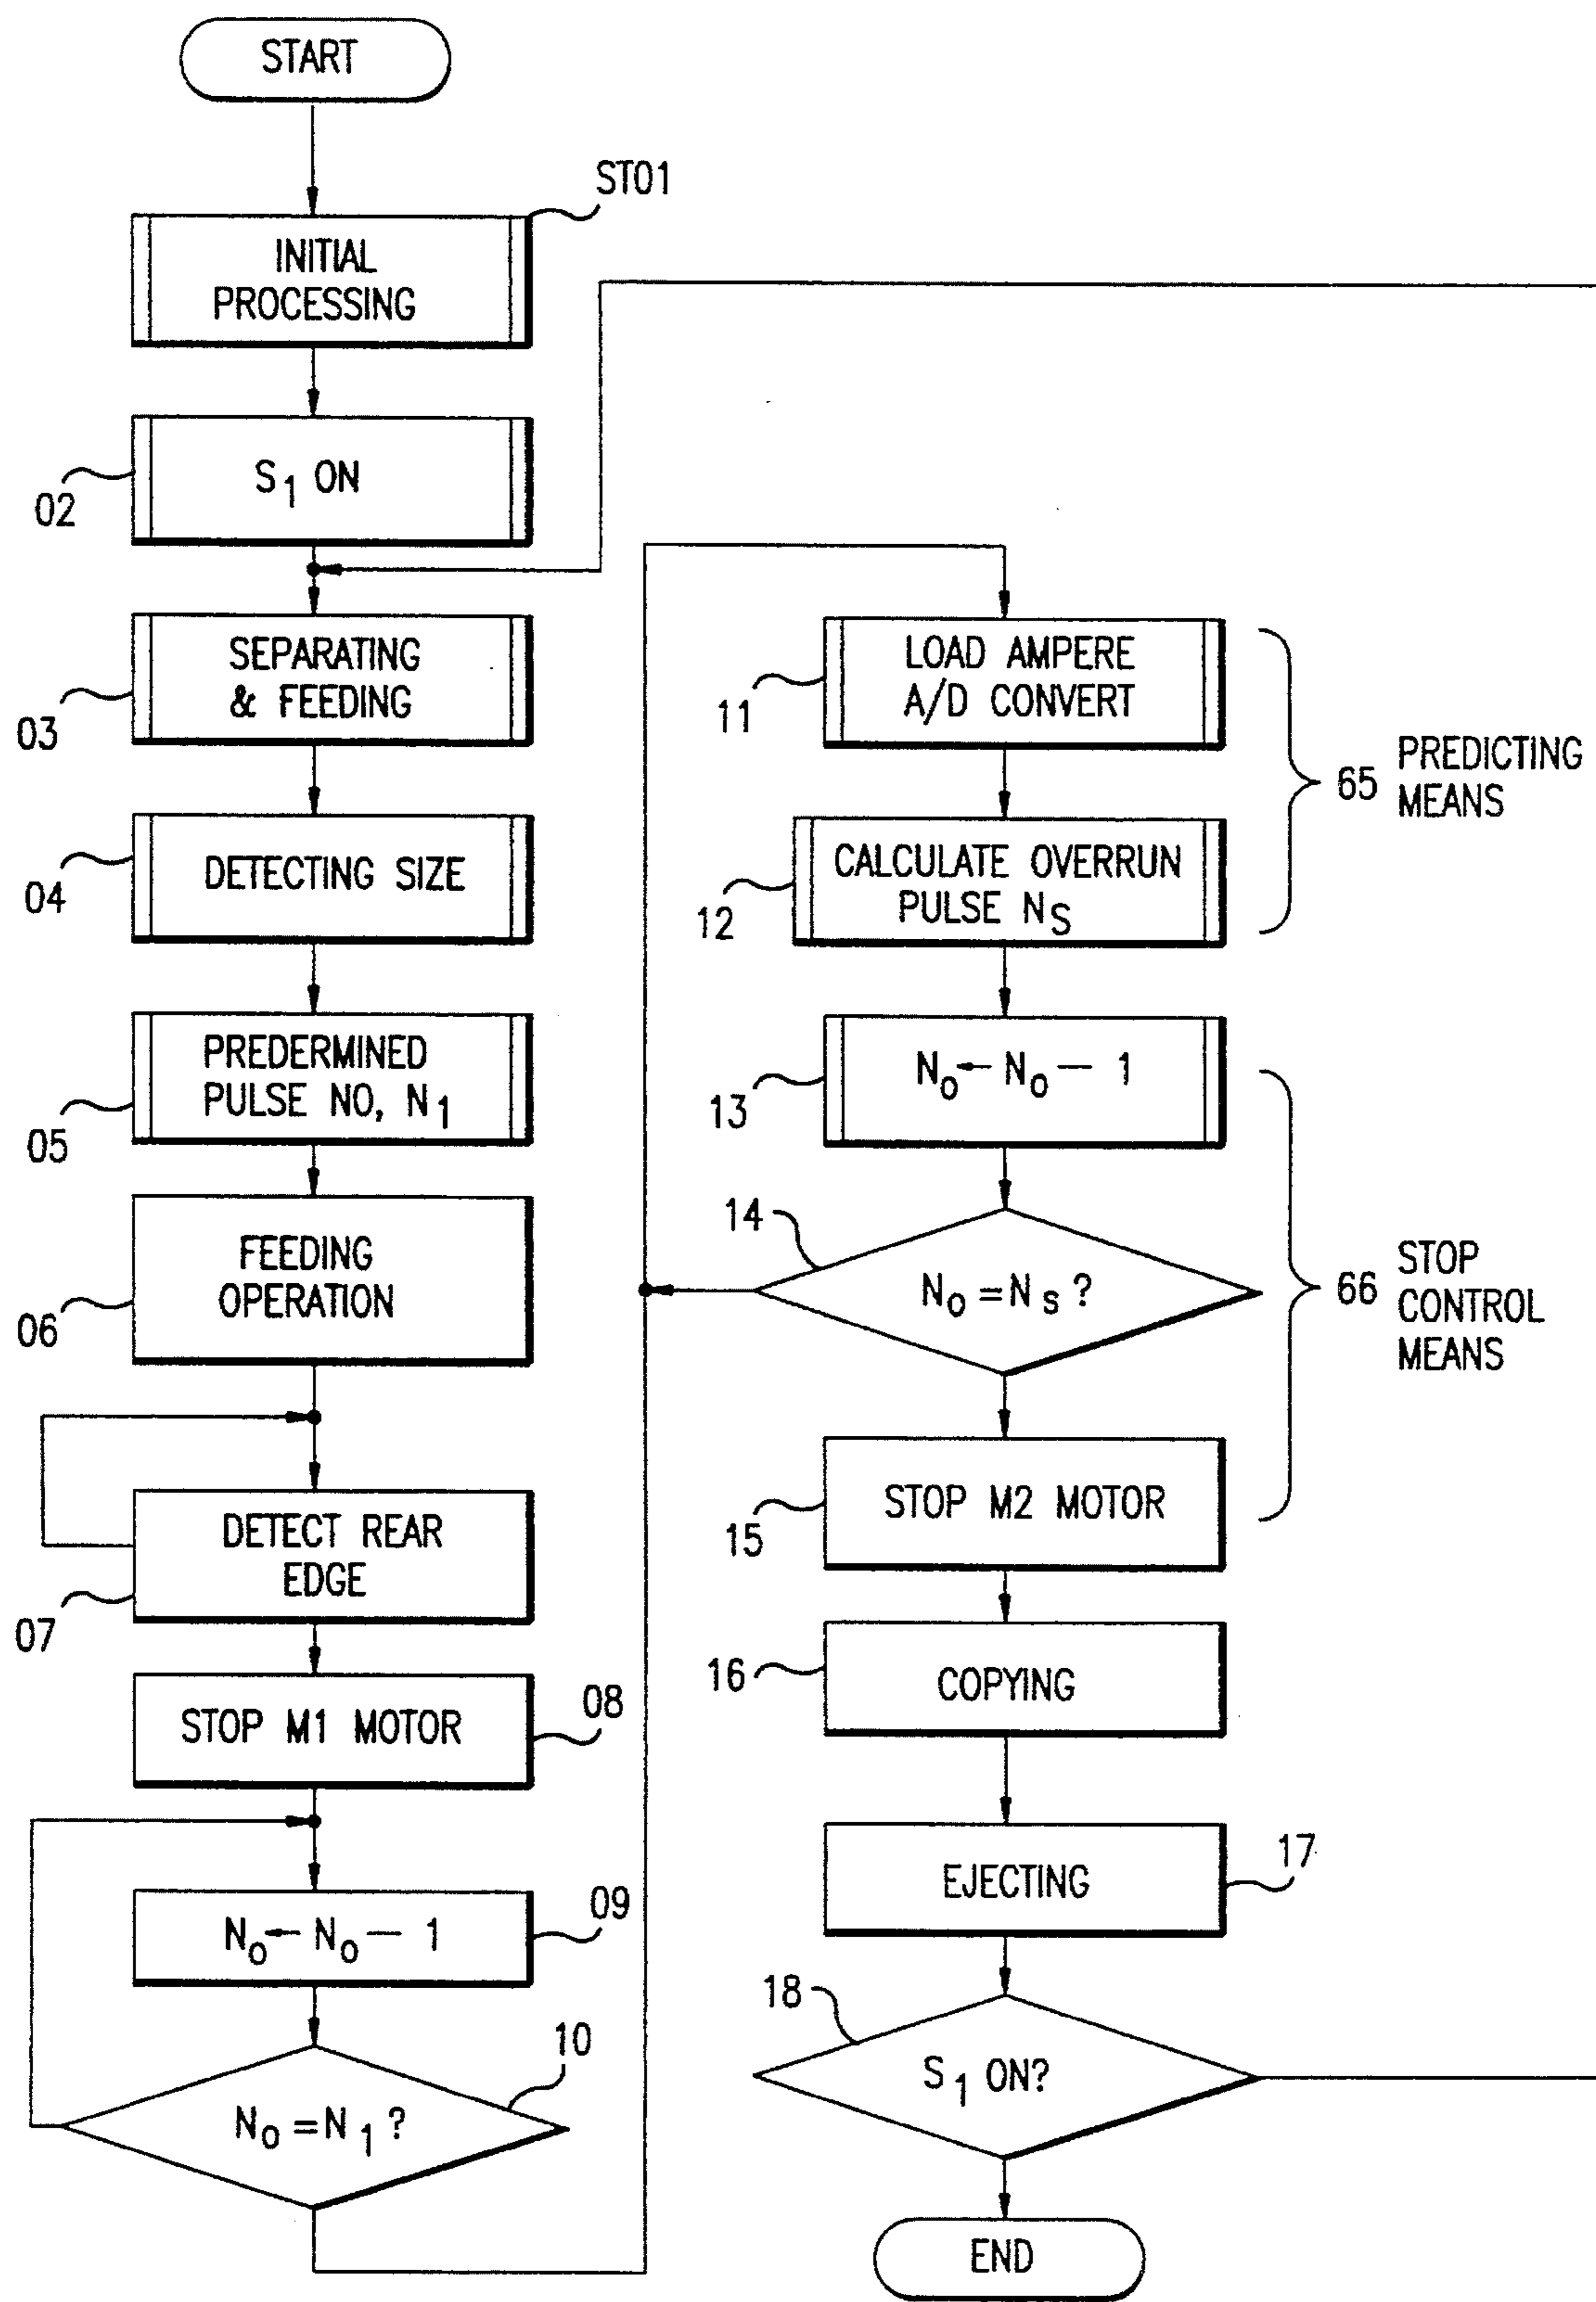 START
ST01
INITIAL
PROCESSING
S1 ON
02
SEPARATING
& FEEDING
03
DETECTING SIZE
04
PREDERMINED
PULSE NO, N1
05
FEEDING
OPERATION
06
DETECT REAR
EDGE
07
STOP M1 MOTOR
08
N0 ← N0 — 1
09
10
N0 = N1 ?
LOAD AMPERE
A/D CONVERT
11
CALCULATE OVERRUN
PULSE NS
12
65 PREDICTING
MEANS
N0 ← N0 — 1
13
14
N0 = NS ?
66 STOP
CONTROL
MEANS
STOP M2 MOTOR
15
COPYING
16
EJECTING
17
18
S1 ON?
END